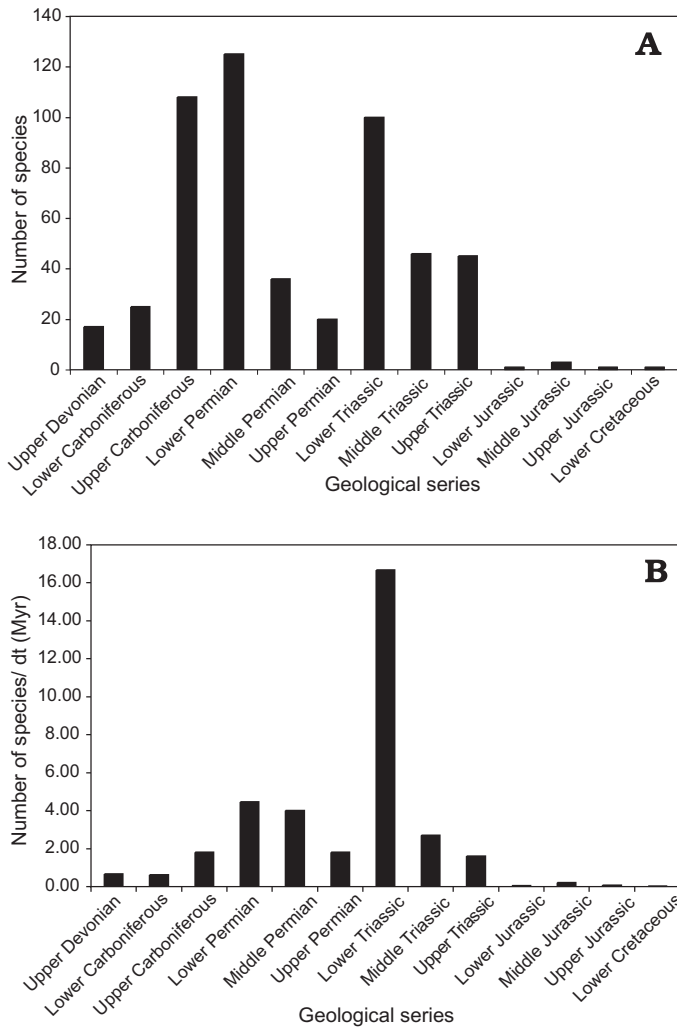 A
140
120
100
80
60
40
20
0
Number of species
Upper Devonian
Lower Carboniferous
Upper Carboniferous
Lower Permian
Middle Permian
Upper Permian
Lower Triassic
Middle Triassic
Upper Triassic
Lower Jurassic
Middle Jurassic
Upper Jurassic
Lower Cretaceous
Geological series
B
18.00
16.00
14.00
12.00
10.00
8.00
6.00
4.00
2.00
0.00
Number of species/ dt (Myr)
Upper Devonian
Lower Carboniferous
Upper Carboniferous
Lower Permian
Middle Permian
Upper Permian
Lower Triassic
Middle Triassic
Upper Triassic
Lower Jurassic
Middle Jurassic
Upper Jurassic
Lower Cretaceous
Geological series